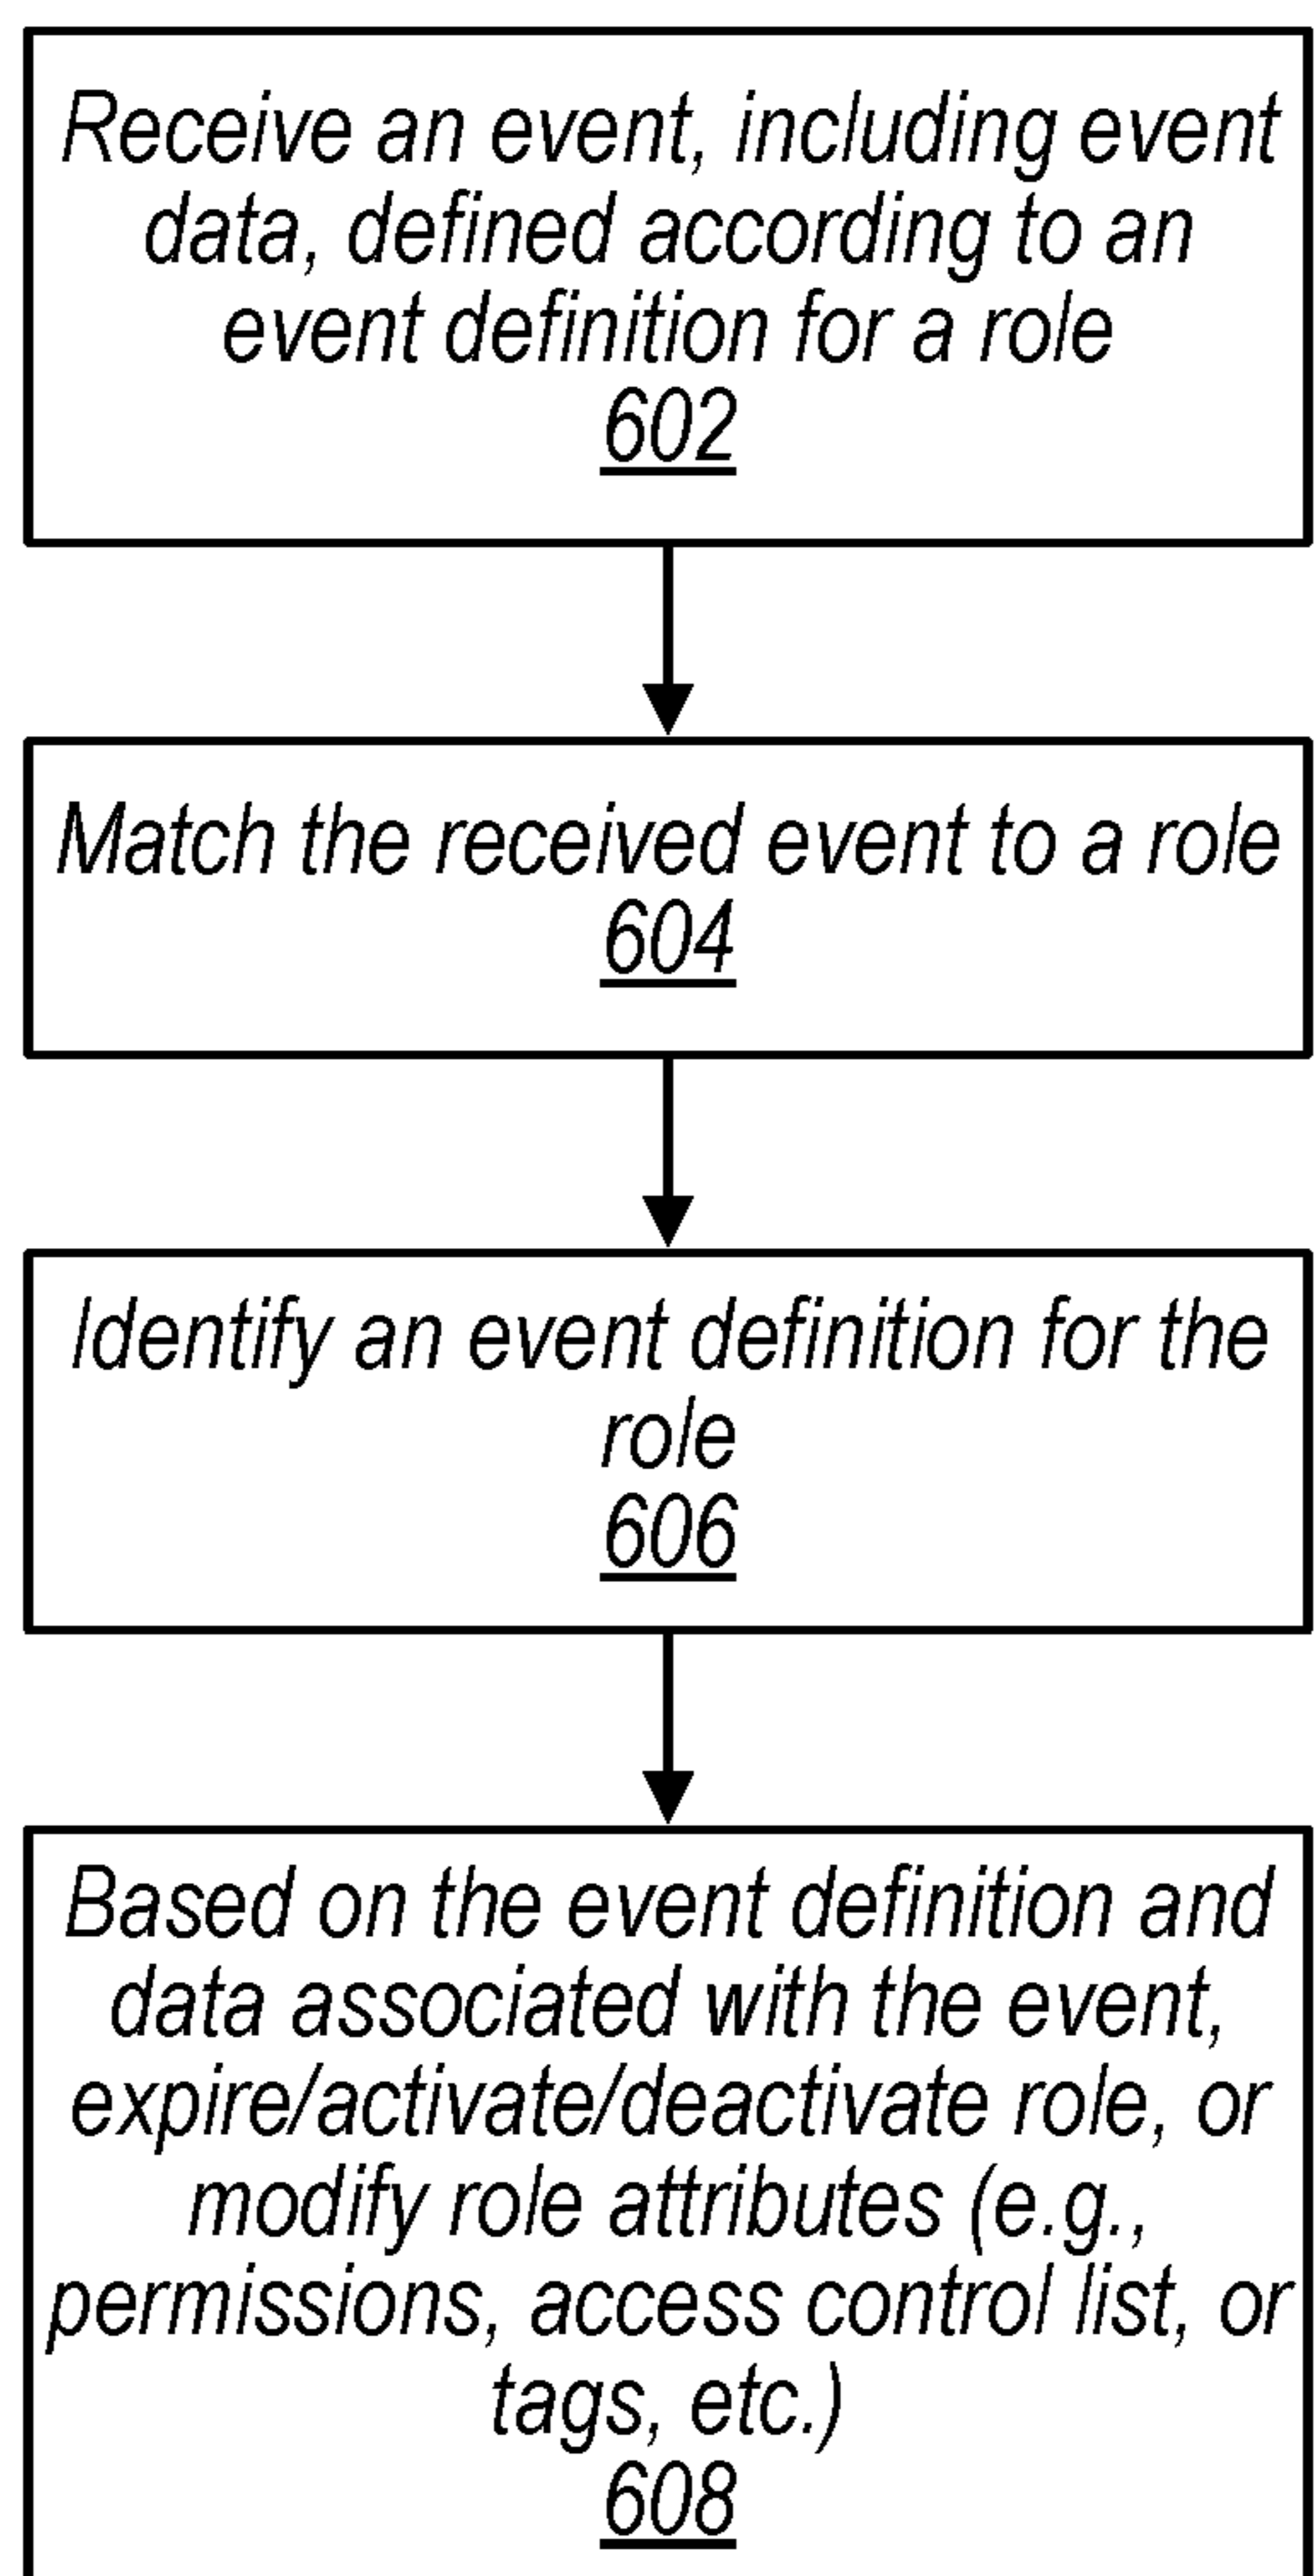 Receive an event, including event
data, defined according to an
event definition for a role
602
Match the received event to a role
604
Identify an event definition for the
role
606
Based on the event definition and
data associated with the event,
expire/activate/deactivate role, or
modify role attributes (e.g.,
permissions, access control list, or
tags, etc.)
608